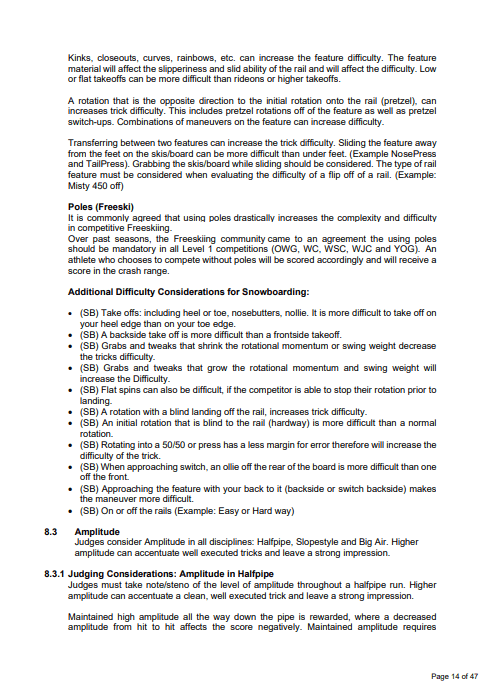 Kinks, closeouts, curves, rainbows, etc. can increase the feature difficulty. The feature
material will affect the slipperiness and slid ability of the rail and will affect the difficulty. Low
or flat takeoffs can be more difficult than rideons or higher takeoffs.
A rotation that is the opposite direction to the initial rotation onto the rail (pretzel), can
increases trick difficulty. This includes pretzel rotations off of the feature as well as pretzel
switch-ups. Combinations of maneuvers on the feature can increase difficulty.
Transferring between two features can increase the trick difficulty. Sliding the feature away
from the feet on the skis/board can be more difficult than under feet. (Example NosePress
and TailPress). Grabbing the skis/board while sliding should be considered. The type of rail
feature must be considered when evaluating the difficulty of a flip off of a rail. (Example:
Misty 450 off)
Poles (Freeski)
It is commonly agreed that using poles drastically increases the complexity and difficulty
in competitive Freeskiing.
Over past seasons, the Freeskiing community came to an agreement the using poles
should be mandatory in all Level 1 competitions (OWG, WC, WSC, WJC and YOG). An
athlete who chooses to compete without poles will be scored accordingly and will receive a
score in the crash range.
Additional Difficulty Considerations for Snowboarding:
• (SB) Take offs: including heel or toe, nosebutters, nollie. It is more difficult to take off on
your heel edge than on your toe edge.
• (SB) A backside take off is more difficult than a frontside takeoff.
• (SB) Grabs and tweaks that shrink the rotational momentum or swing weight decrease
the tricks difficulty.
• (SB) Grabs and tweaks that grow the rotational momentum and swing weight will
increase the Difficulty.
• (SB) Flat spins can also be difficult, if the competitor is able to stop their rotation prior to
landing.
• (SB) A rotation with a blind landing off the rail, increases trick difficulty.
• (SB) An initial rotation that is blind to the rail (hardway) is more difficult than a normal
rotation.
• (SB) Rotating into a 50/50 or press has a less margin for error therefore will increase the
difficulty of the trick.
• (SB) When approaching switch, an ollie off the rear of the board is more difficult than one
off the front.
• (SB) Approaching the feature with your back to it (backside or switch backside) makes
the maneuver more difficult.
• (SB) On or off the rails (Example: Easy or Hard way)
8.3 Amplitude
Judges consider Amplitude in all disciplines: Halfpipe, Slopestyle and Big Air. Higher
amplitude can accentuate well executed tricks and leave a strong impression.
8.3.1 Judging Considerations: Amplitude in Halfpipe
Judges must take note/steno of the level of amplitude throughout a halfpipe run. Higher
amplitude can accentuate a clean, well executed trick and leave a strong impression.
Maintained high amplitude all the way down the pipe is rewarded, where a decreased
amplitude from hit to hit affects the score negatively. Maintained amplitude requires
Page 14 of 47